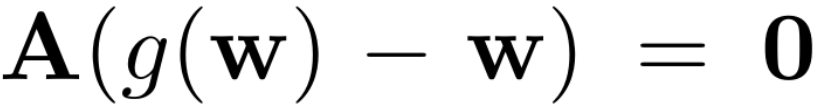 A(g(w) − w) = 0